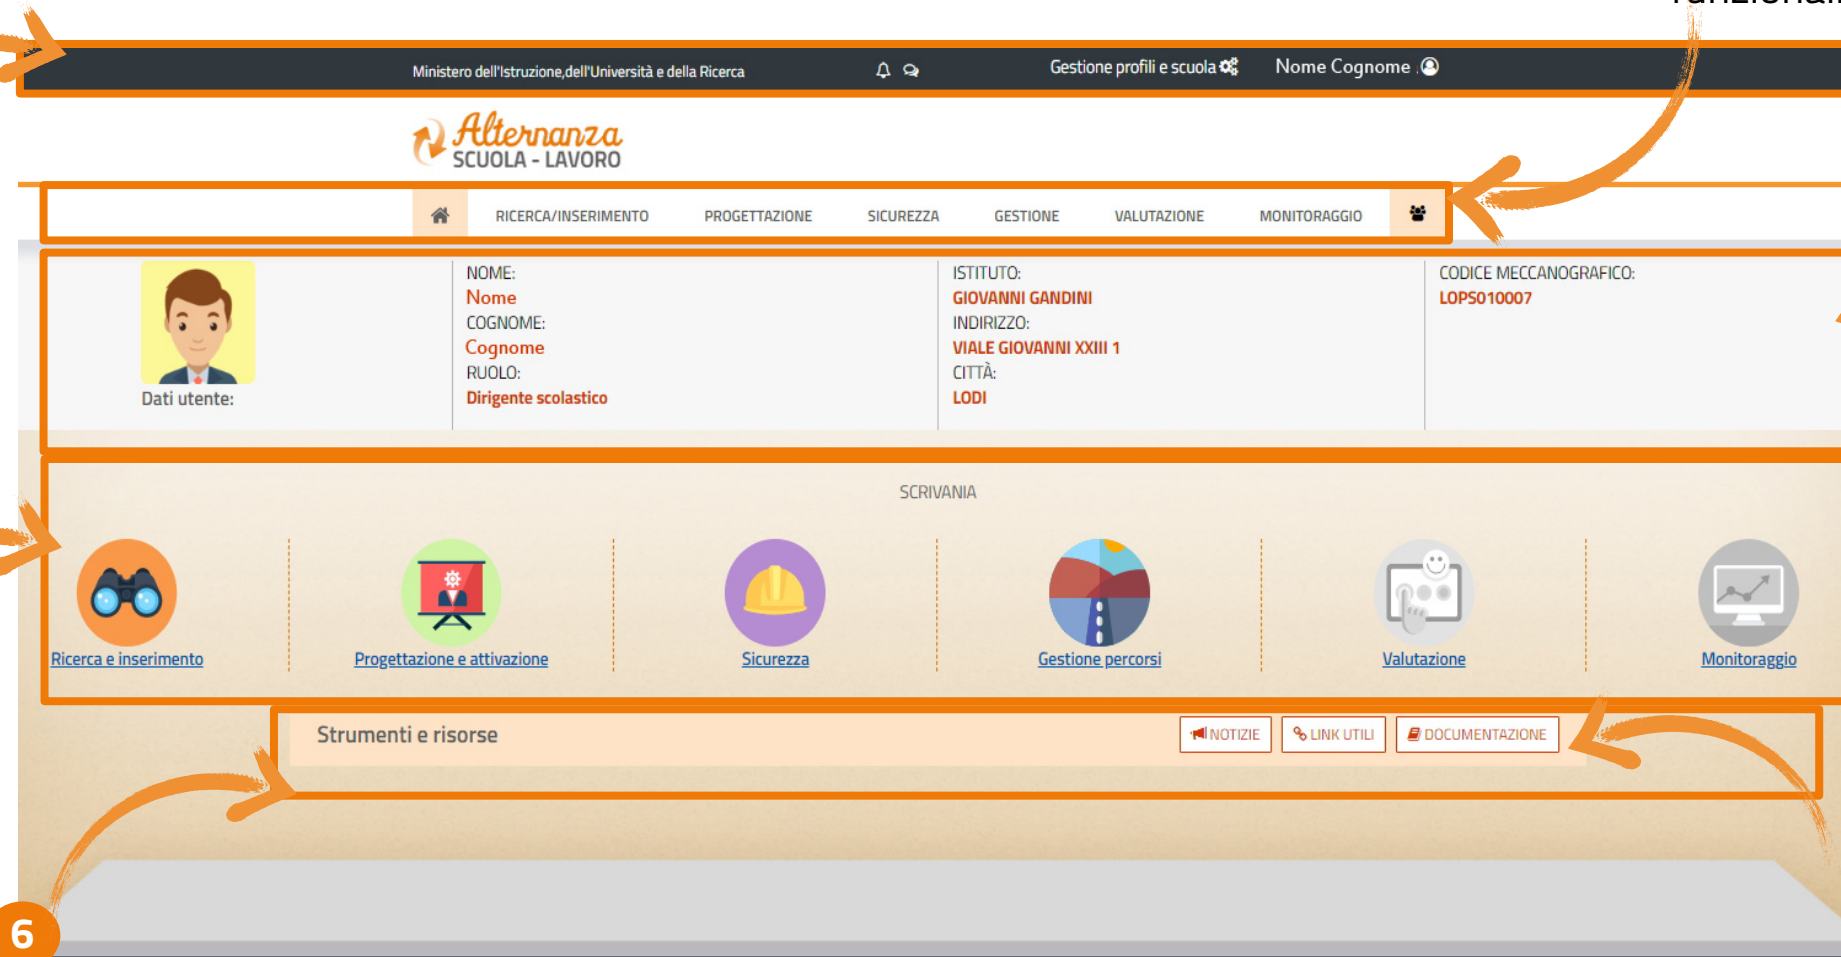 Ministero dell'Istruzione,dell'Università e della Ricerca
Gestione profili e scuola
Nome Cognome
Alternanza
SCUOLA - LAVORO
RICERCA/INSERIMENTO PROGETTAZIONE SICUREZZA GESTIONE VALUTAZIONE MONITORAGGIO
Dati utente:
NOME:
Nome
COGNOME:
Cognome
RUOLO:
Dirigente scolastico
ISTITUTO:
GIOVANNI GANDINI
INDIRIZZO:
VIALE GIOVANNI XXIII 1
CITTÀ:
LODI
CODICE MECCANOGRAFICO:
LOPS010007
SCRIVANIA
Ricerca e inserimento
Progettazione e attivazione
Sicurezza
Gestione percorsi
Valutazione
Monitoraggio
Strumenti e risorse
NOTIZIE
LINK UTILI
DOCUMENTAZIONE
6